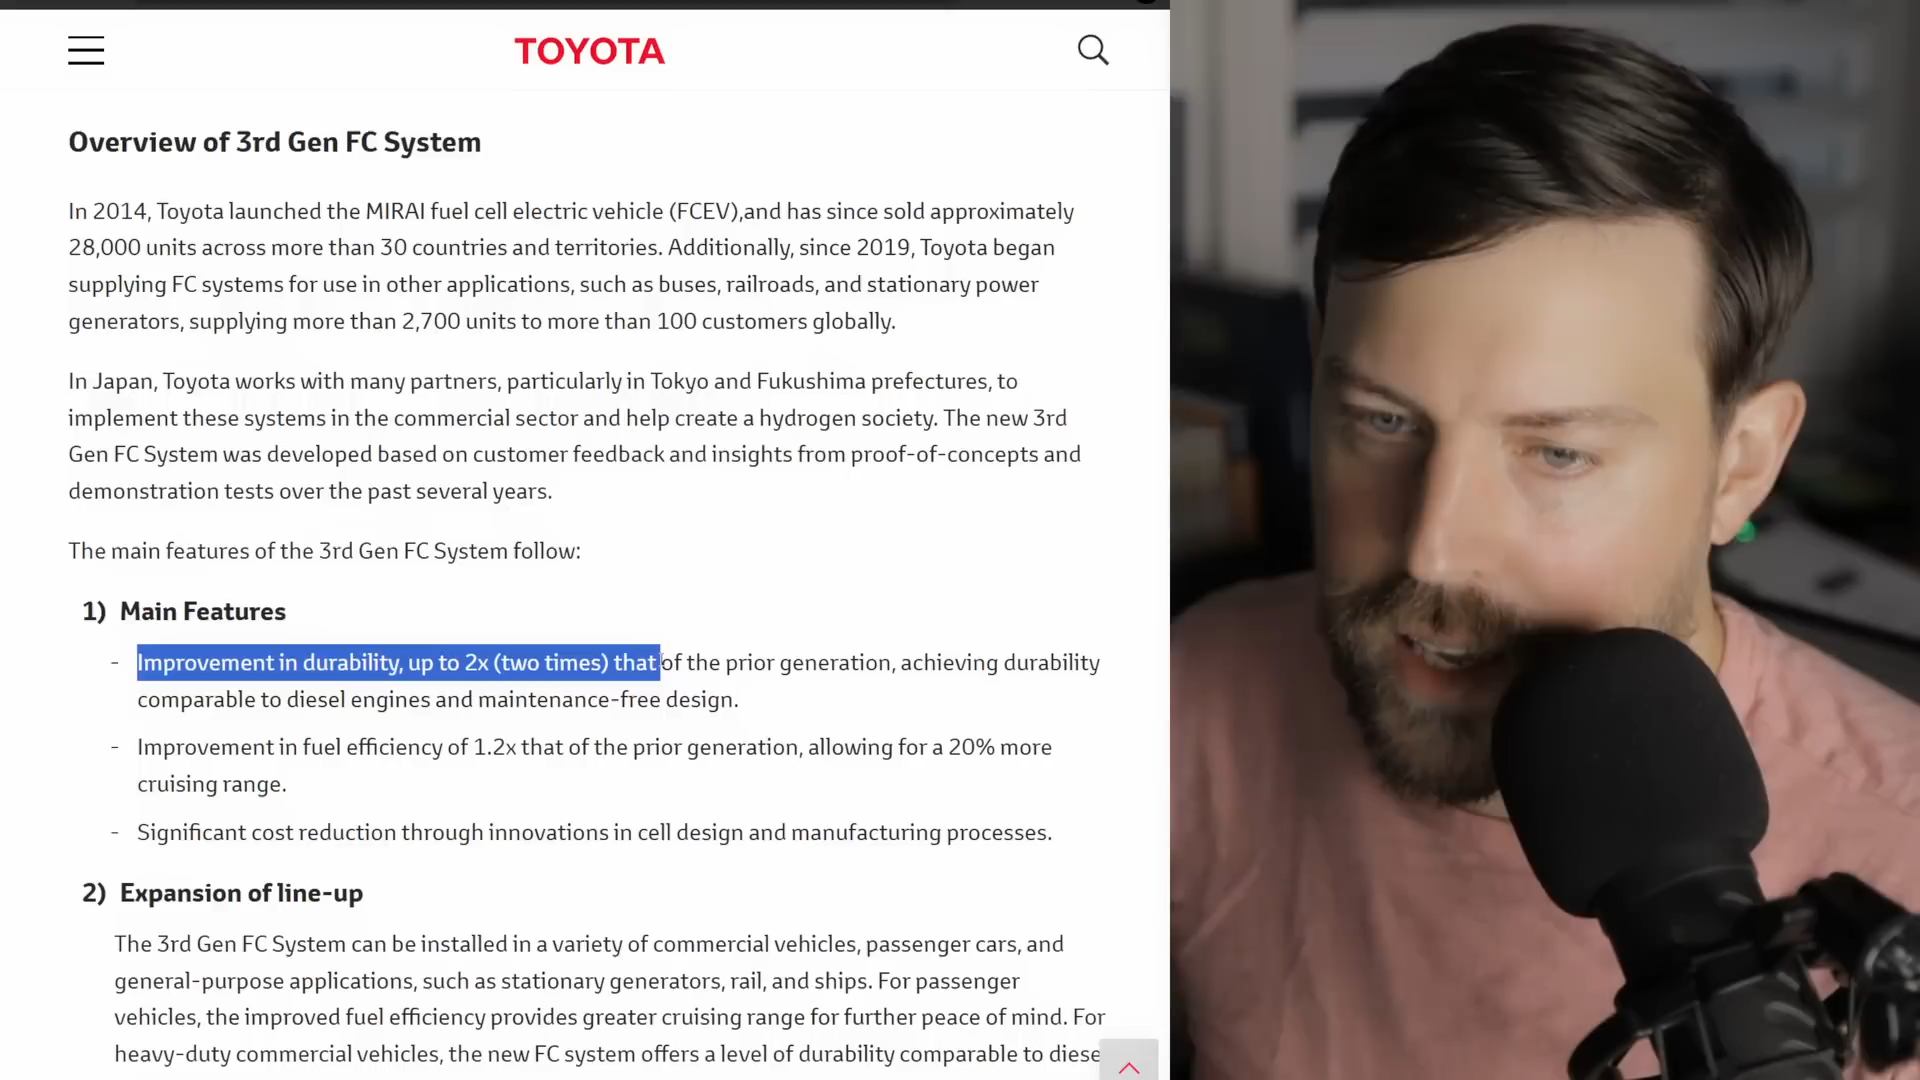 TOYOTA
Overview of 3rd Gen FC System
In 2014, Toyota launched the MIRAI fuel cell electric vehicle (FCEV),and has since sold approximately
28,000 units across more than 30 countries and territories. Additionally, since 2019, Toyota began
supplying FC systems for use in other applications, such as buses, railroads, and stationary power
generators, supplying more than 2,700 units to more than 100 customers globally.
In Japan, Toyota works with many partners, particularly in Tokyo and Fukushima prefectures, to
implement these systems in the commercial sector and help create a hydrogen society. The new 3rd
Gen FC System was developed based on customer feedback and insights from proof-of-concepts and
demonstration tests over the past several years.
The main features of the 3rd Gen FC System follow:
1) Main Features
- Improvement in durability, up to 2x (two times) that of the prior generation, achieving durability
comparable to diesel engines and maintenance-free design.
- Improvement in fuel efficiency of 1.2x that of the prior generation, allowing for a 20% more
cruising range.
- Significant cost reduction through innovations in cell design and manufacturing processes.
2) Expansion of line-up
The 3rd Gen FC System can be installed in a variety of commercial vehicles, passenger cars, and
general-purpose applications, such as stationary generators, rail, and ships. For passenger
vehicles, the improved fuel efficiency provides greater cruising range for further peace of mind. For
heavy-duty commercial vehicles, the new FC system offers a level of durability comparable to diese